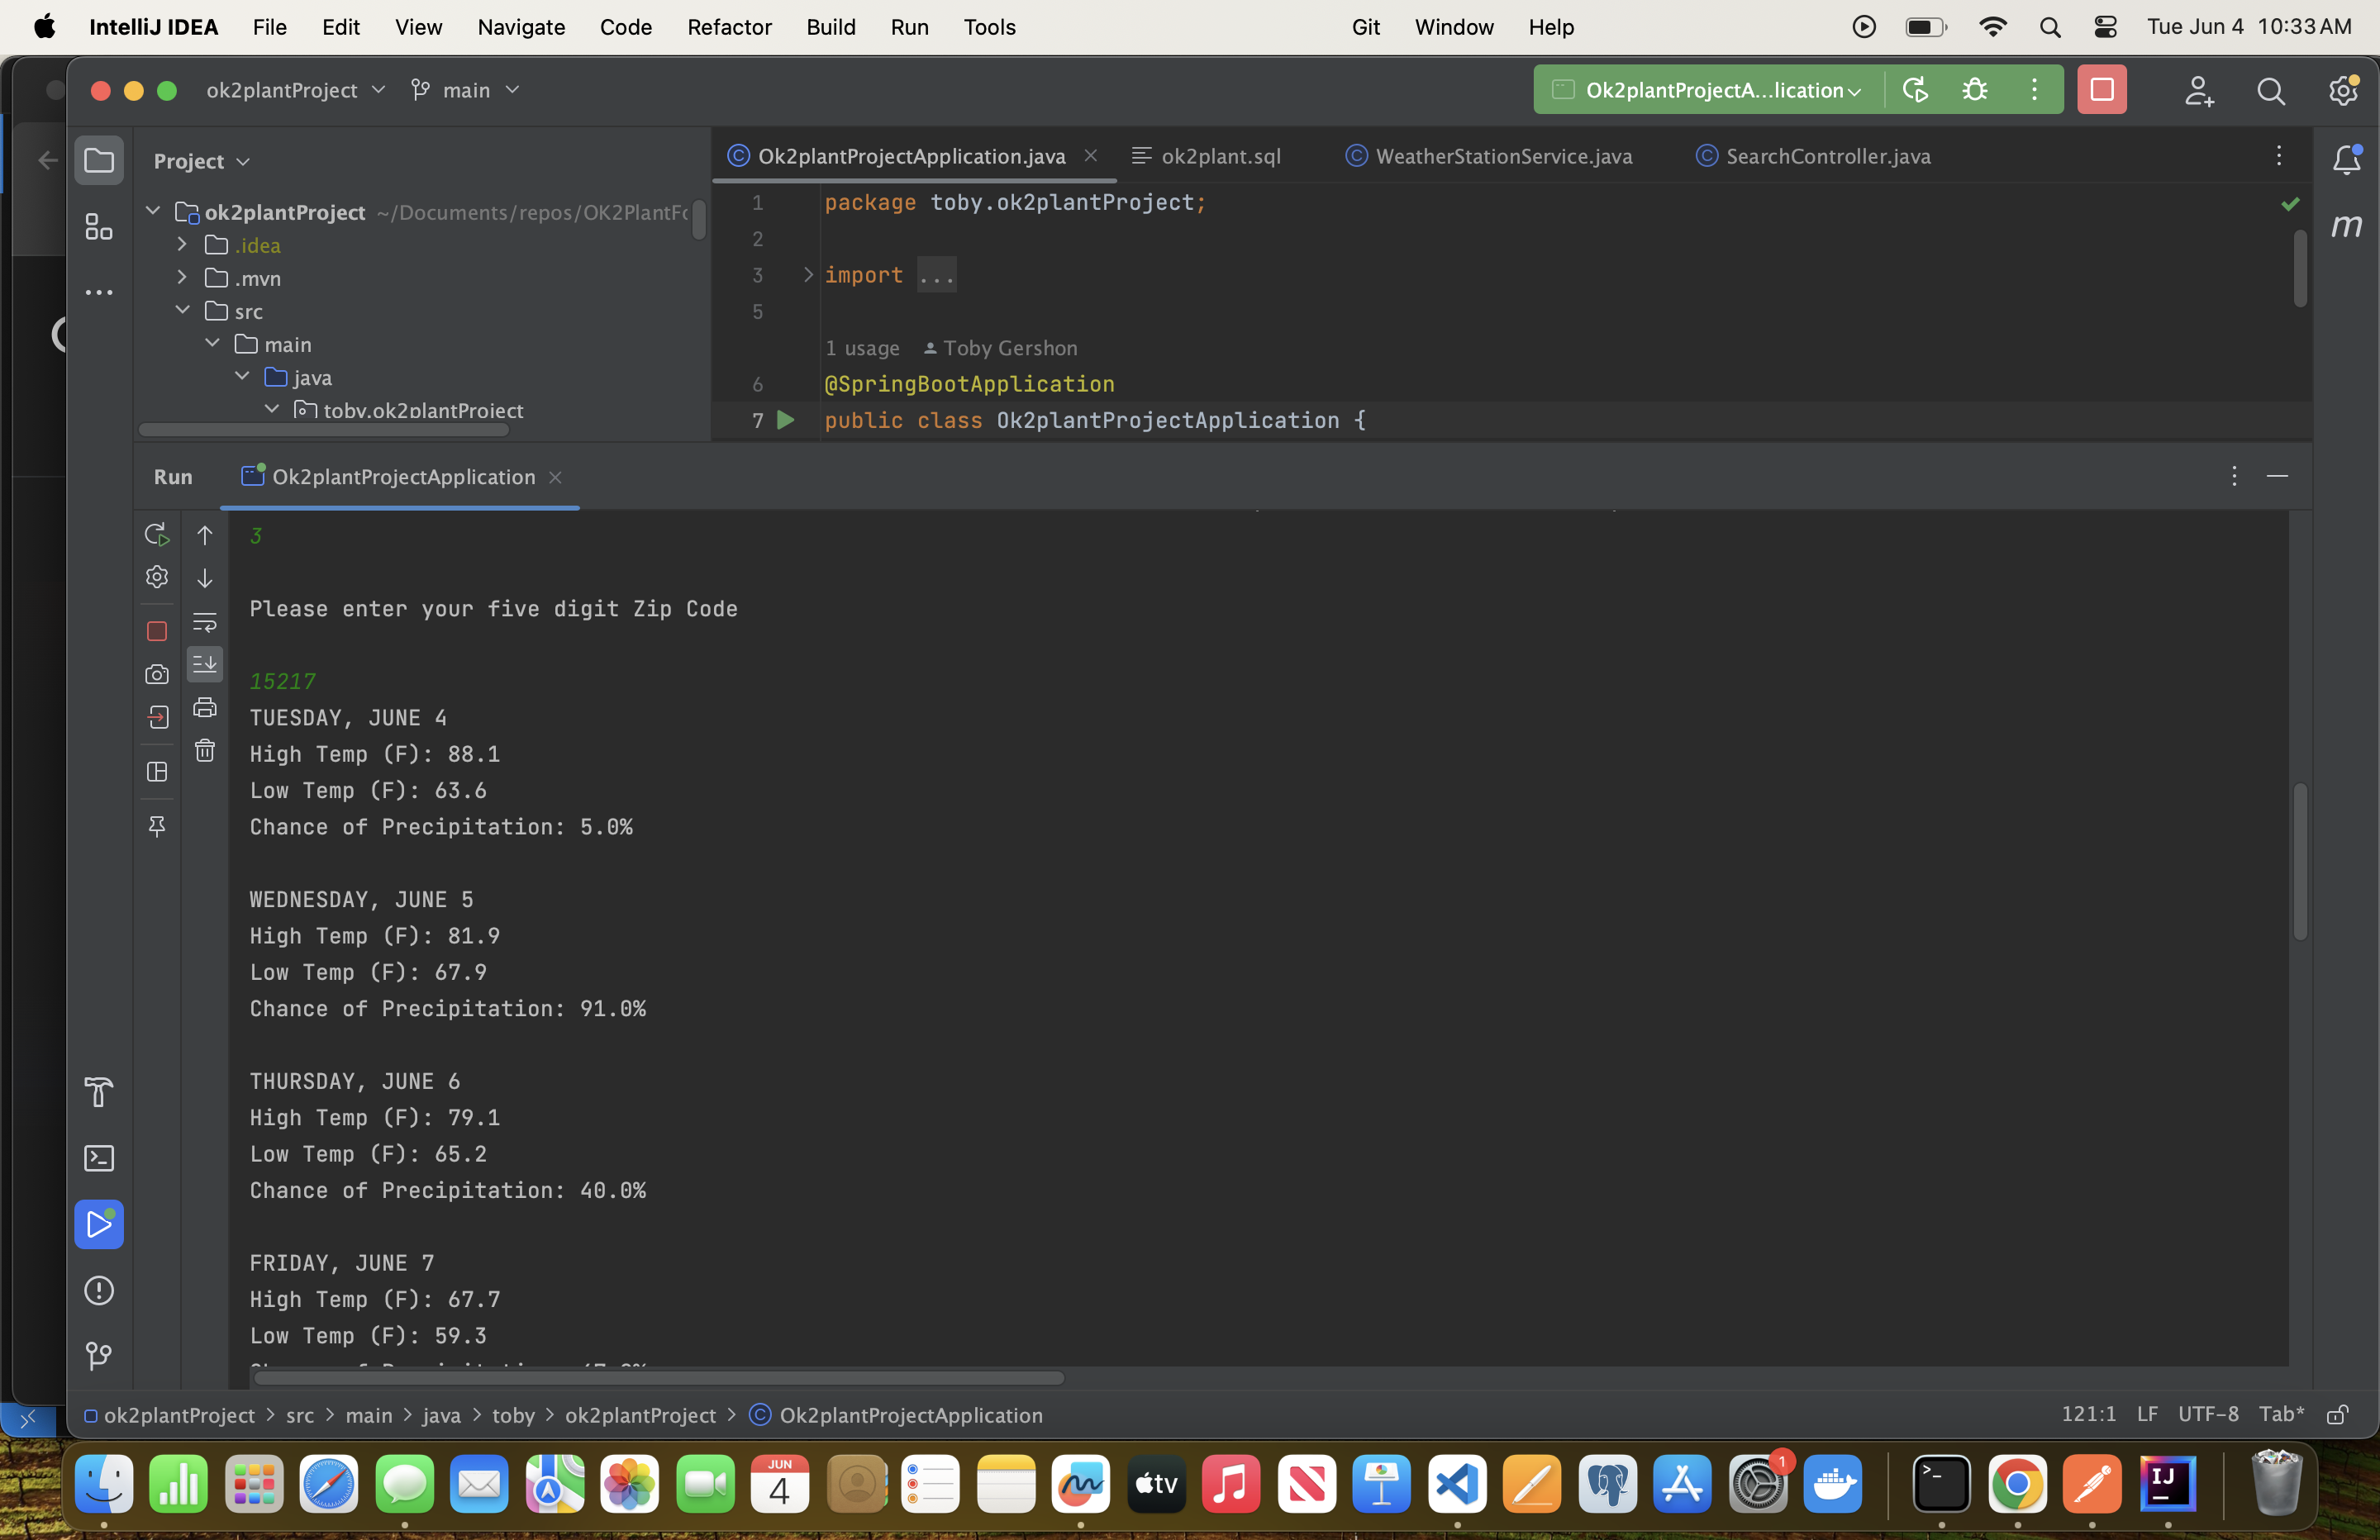 IntelliJ IDEA File Edit View Navigate Code Refactor Build Run Tools Git Window Help Tue Jun 4 10:33 AM
ok2plantProject main Ok2plantProjectA...lication
Project
Ok2plantProjectApplication.java ok2plant.sql WeatherStationService.java SearchController.java
ok2plantProject ~/Documents/repos/OK2PlantFo
.idea
.mvn
src
main
java
toby.ok2plantProject
1 package toby.ok2plantProject;
2
3 import ...
5
1 usage Toby Gershon
6 @SpringBootApplication
7 public class Ok2plantProjectApplication {
m
Run Ok2plantProjectApplication
3
Please enter your five digit Zip Code
15217
TUESDAY, JUNE 4
High Temp (F): 88.1
Low Temp (F): 63.6
Chance of Precipitation: 5.0%
WEDNESDAY, JUNE 5
High Temp (F): 81.9
Low Temp (F): 67.9
Chance of Precipitation: 91.0%
THURSDAY, JUNE 6
High Temp (F): 79.1
Low Temp (F): 65.2
Chance of Precipitation: 40.0%
FRIDAY, JUNE 7
High Temp (F): 67.7
Low Temp (F): 59.3
ok2plantProject > src > main > java > toby > ok2plantProject > Ok2plantProjectApplication
121:1 LF UTF-8 Tab*
JUN
4
tv
1
IJ